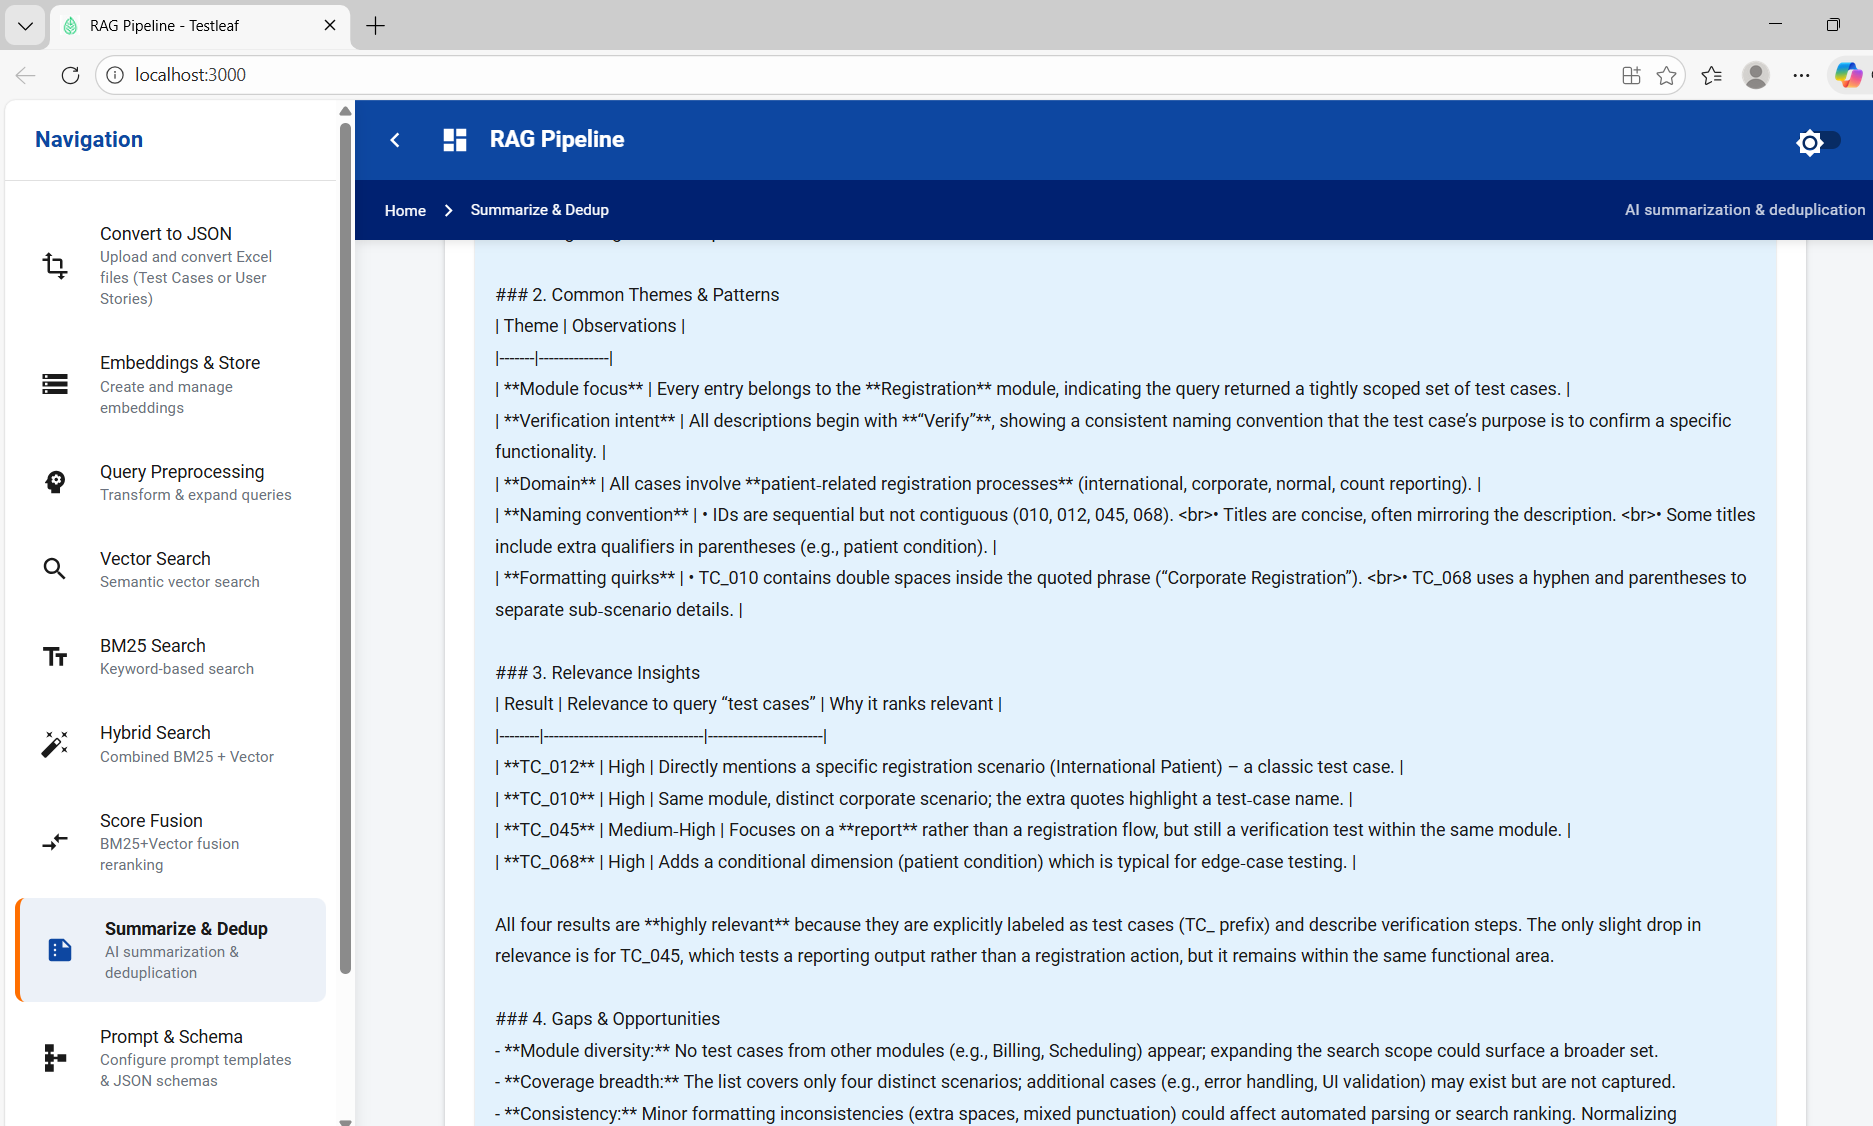 RAG Pipeline - Testleaf
localhost:3000
Navigation
Convert to JSON
Upload and convert Excel
files (Test Cases or User
Stories)
Embeddings & Store
Create and manage
embeddings
Query Preprocessing
Transform & expand queries
Vector Search
Semantic vector search
BM25 Search
Keyword-based search
Hybrid Search
Combined BM25 + Vector
Score Fusion
BM25+Vector fusion
reranking
Summarize & Dedup
AI summarization &
deduplication
Prompt & Schema
Configure prompt templates
& JSON schemas
RAG Pipeline
Home
Summarize & Dedup
AI summarization & deduplication
### 2. Common Themes & Patterns
| Theme | Observations |
|-------|--------------|
| **Module focus** | Every entry belongs to the **Registration** module, indicating the query returned a tightly scoped set of test cases. |
| **Verification intent** | All descriptions begin with **“Verify”**, showing a consistent naming convention that the test case’s purpose is to confirm a specific
functionality. |
| **Domain** | All cases involve **patient-related registration processes** (international, corporate, normal, count reporting). |
| **Naming convention** | • IDs are sequential but not contiguous (010, 012, 045, 068). <br>• Titles are concise, often mirroring the description. <br>• Some titles
include extra qualifiers in parentheses (e.g., patient condition). |
| **Formatting quirks** | • TC_010 contains double spaces inside the quoted phrase (“Corporate Registration”). <br>• TC_068 uses a hyphen and parentheses to
separate sub-scenario details. |
### 3. Relevance Insights
| Result | Relevance to query “test cases” | Why it ranks relevant |
|--------|--------------------------------|-----------------------|
| **TC_012** | High | Directly mentions a specific registration scenario (International Patient) – a classic test case. |
| **TC_010** | High | Same module, distinct corporate scenario; the extra quotes highlight a test-case name. |
| **TC_045** | Medium-High | Focuses on a **report** rather than a registration flow, but still a verification test within the same module. |
| **TC_068** | High | Adds a conditional dimension (patient condition) which is typical for edge-case testing. |
All four results are **highly relevant** because they are explicitly labeled as test cases (TC_ prefix) and describe verification steps. The only slight drop in
relevance is for TC_045, which tests a reporting output rather than a registration action, but it remains within the same functional area.
### 4. Gaps & Opportunities
- **Module diversity:** No test cases from other modules (e.g., Billing, Scheduling) appear; expanding the search scope could surface a broader set.
- **Coverage breadth:** The list covers only four distinct scenarios; additional cases (e.g., error handling, UI validation) may exist but are not captured.
- **Consistency:** Minor formatting inconsistencies (extra spaces, mixed punctuation) could affect automated parsing or search ranking. Normalizing